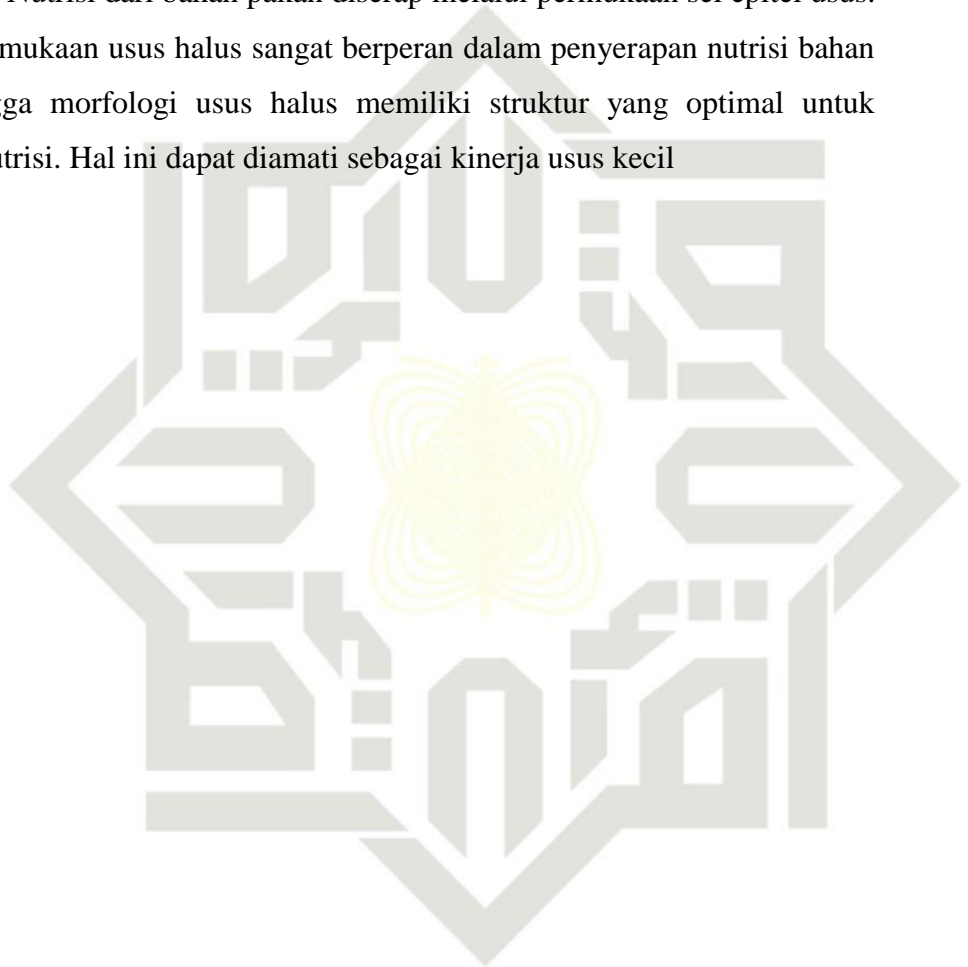 Nutrisi dari bahan pakan diserap melalui permukaan sel epitel usus.
mukaan usus halus sangat berperan dalam penyerapan nutrisi bahan
gga morfologi usus halus memiliki struktur yang optimal untuk
utrisi. Hal ini dapat diamati sebagai kinerja usus kecil